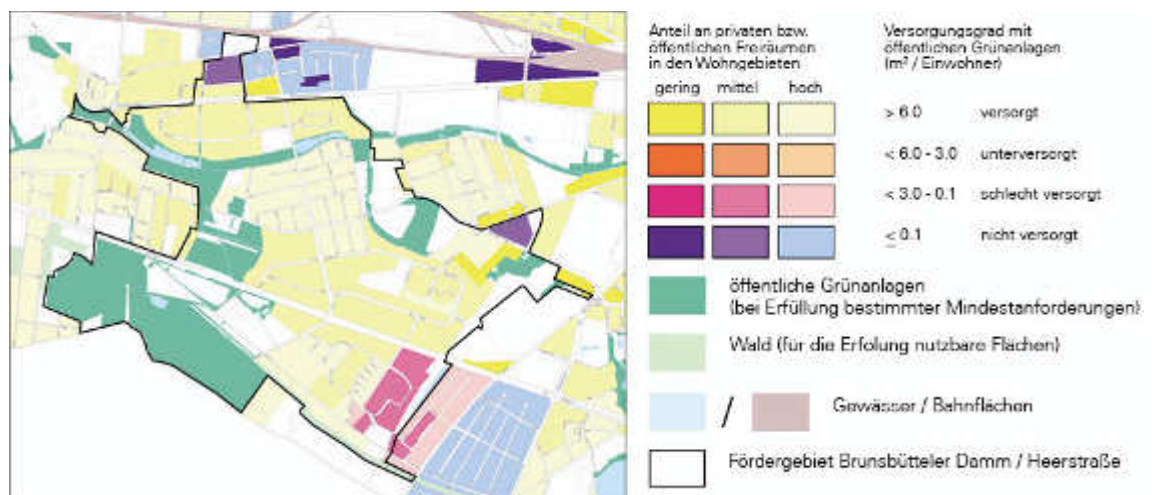 Anteil an privaten bzw.
öffentlichen Freiräumen
in den Wohngebieten
gering mittel hoch
Versorgungsgrad mit
öffentlichen Grünanlagen
(m² / Einwohner)
> 6.0 versorgt
< 6.0 - 3.0 unterversorgt
< 3.0 - 0.1 schlecht versorgt
≤ 0.1 nicht versorgt
öffentliche Grünanlagen
(bei Erfüllung bestimmter Mindestanforderungen)
Wald (für die Erfolung nutzbare Flächen)
/ Gewässer / Bahnflächen
Fördergebiet Brunsbütteler Damm / Heerstraße